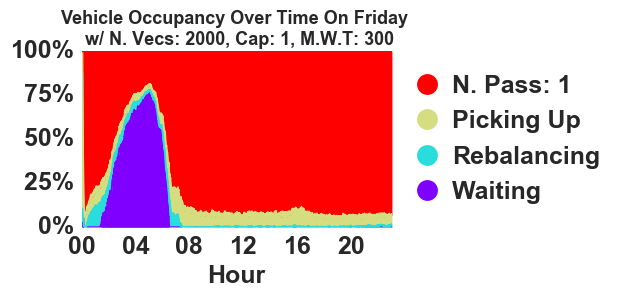 Vehicle Occupancy Over Time On Friday
w/ N. Vecs: 2000, Cap: 1, M.W.T: 300
100%
75%
50%
25%
0%
00 04 08 12 16 20
Hour
N. Pass: 1
Picking Up
Rebalancing
Waiting